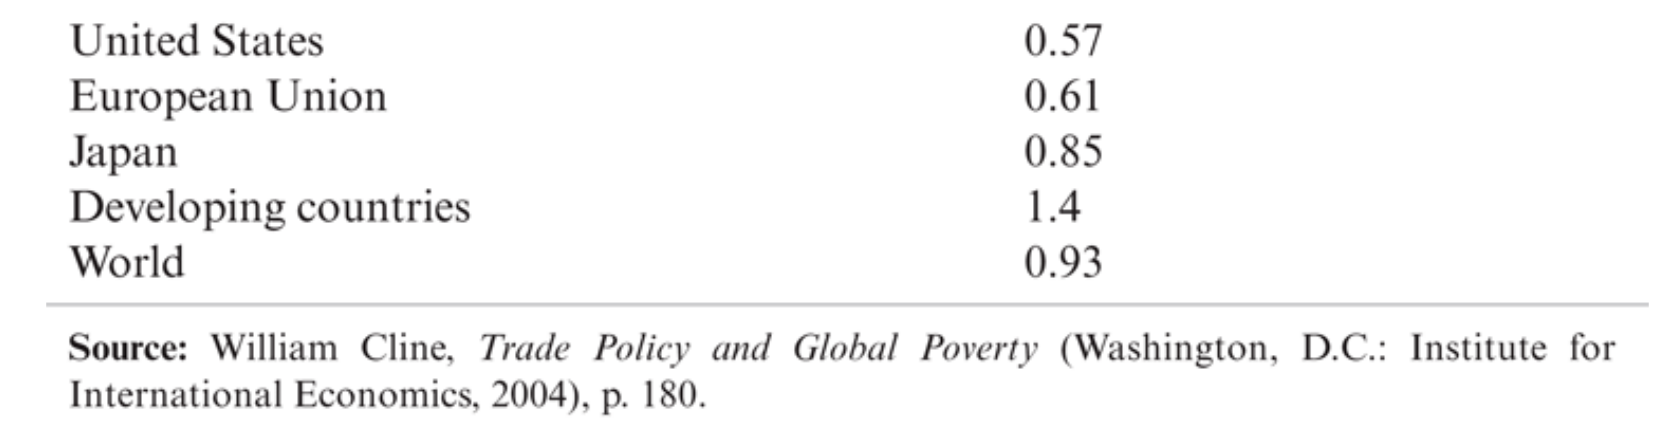 United States 0.57
European Union 0.61
Japan 0.85
Developing countries 1.4
World 0.93
Source: William Cline, Trade Policy and Global Poverty (Washington, D.C.: Institute for
International Economics, 2004), p. 180.